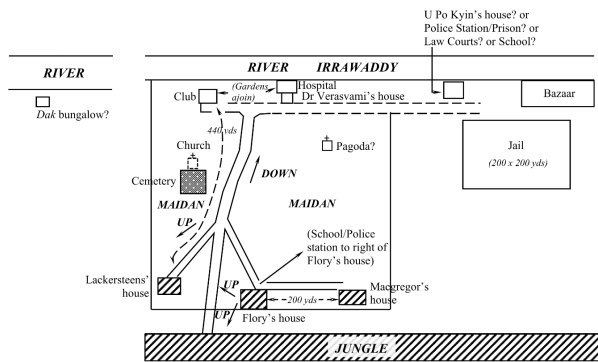 U Po Kyin's house? or
Police Station/Prison? or
Law Courts? or School?
RIVER
RIVER IRRAWADDY
Dak bungalow?
Club
(Gardens
ajoin)
Hospital
Dr Verasvami's house
Bazaar
440 yds
Church
Pagoda?
Jail
(200 x 200 yds)
DOWN
Cemetery
MAIDAN
MAIDAN
UP
(School/Police
station to right of
Flory's house)
Lackersteens'
house
UP
200 yds
Macgregor's
house
UP
Flory's house
JUNGLE